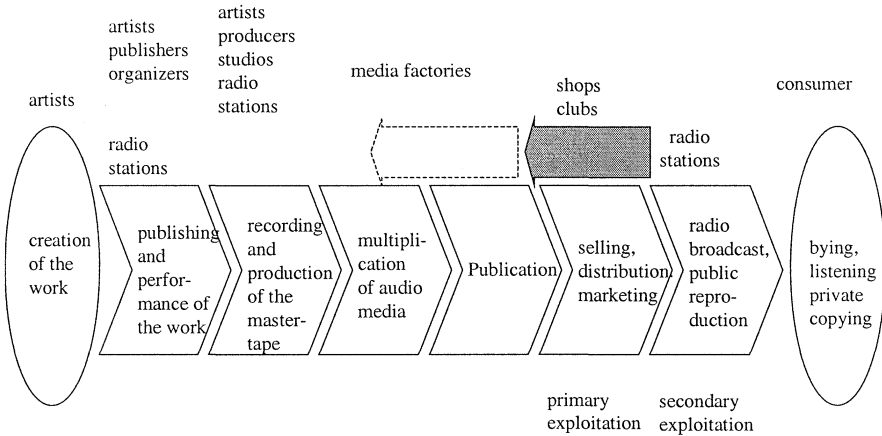 artists
artists
publishers
organizers
radio
stations
artists
producers
studios
radio
stations
media factories
shops
clubs
radio
stations
consumer
creation
of the
work
publishing
and
perfor-
mance of
the work
recording
and
production
of the
master-
tape
multipli-
cation
of audio
media
Publication
selling,
distribution,
marketing
radio
broadcast,
public
repro-
duction
bying,
listening
private
copying
primary
exploitation
secondary
exploitation